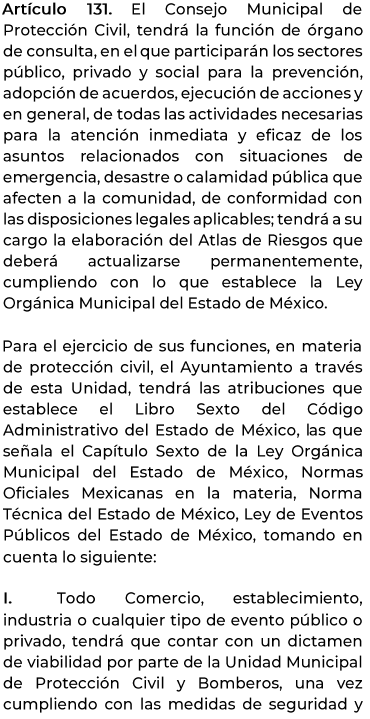 Artículo 131. El Consejo Municipal de
Protección Civil, tendrá la función de órgano
de consulta, en el que participarán los sectores
público, privado y social para la prevención,
adopción de acuerdos, ejecución de acciones y
en general, de todas las actividades necesarias
para la atención inmediata y eficaz de los
asuntos relacionados con situaciones de
emergencia, desastre o calamidad pública que
afecten a la comunidad, de conformidad con
las disposiciones legales aplicables; tendrá a su
cargo la elaboración del Atlas de Riesgos que
deberá actualizarse permanentemente,
cumpliendo con lo que establece la Ley
Orgánica Municipal del Estado de México.

Para el ejercicio de sus funciones, en materia
de protección civil, el Ayuntamiento a través
de esta Unidad, tendrá las atribuciones que
establece el Libro Sexto del Código
Administrativo del Estado de México, las que
señala el Capítulo Sexto de la Ley Orgánica
Municipal del Estado de México, Normas
Oficiales Mexicanas en la materia, Norma
Técnica del Estado de México, Ley de Eventos
Públicos del Estado de México, tomando en
cuenta lo siguiente:

I. Todo Comercio, establecimiento,
industria o cualquier tipo de evento público o
privado, tendrá que contar con un dictamen
de viabilidad por parte de la Unidad Municipal
de Protección Civil y Bomberos, una vez
cumpliendo con las medidas de seguridad y